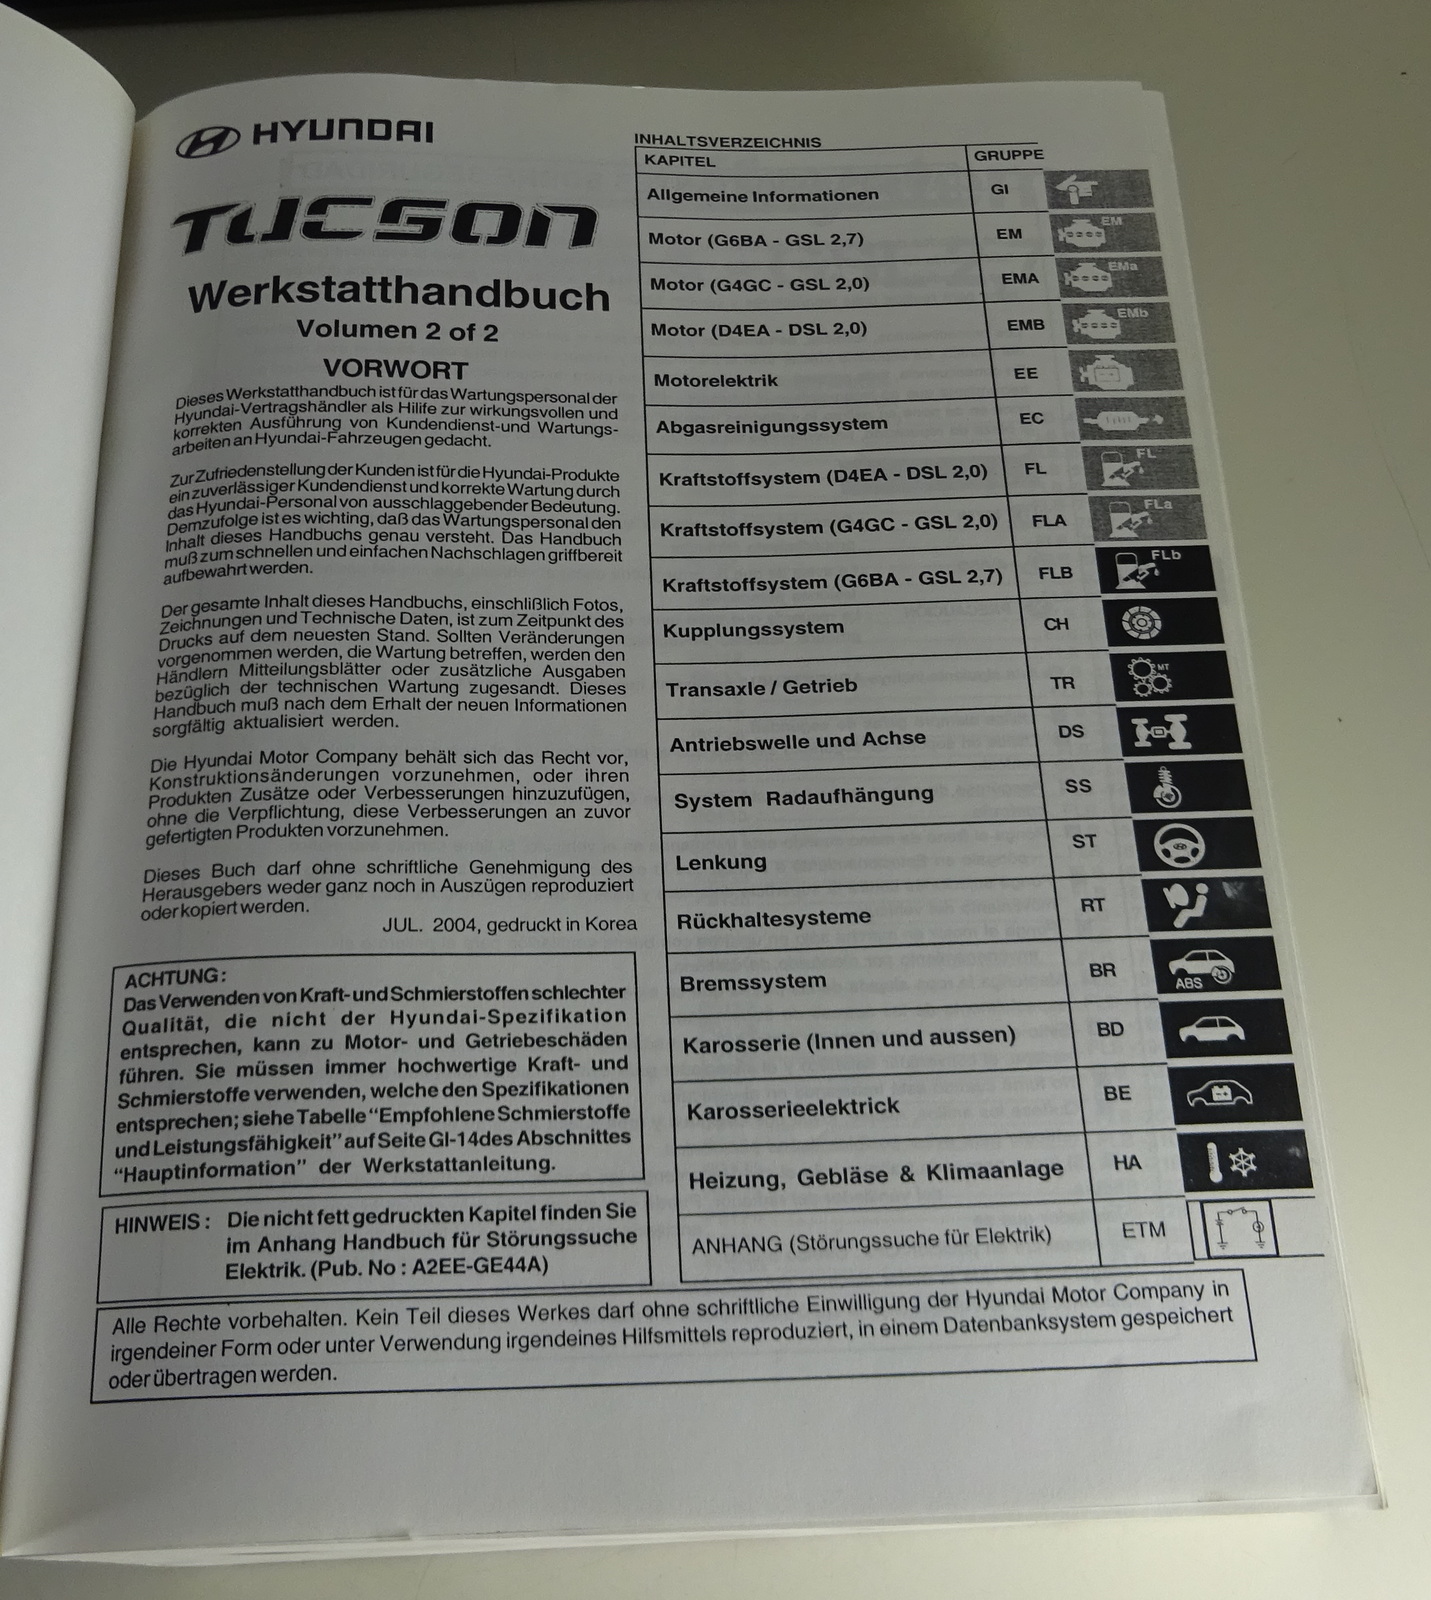 HYUNDAI
TUCSON
Werkstatthandbuch
Volumen 2 of 2
VORWORT
Dieses Werkstatthandbuch ist für das Wartungspersonal der
Hyundai-Vertragshändler als Hilife zur wirkungsvollen und
korrekten Ausführung von Kundendienst-und Wartungs-
arbeiten an Hyundai-Fahrzeugen gedacht.
Zur Zufriedenstellung der Kunden ist für die Hyundai-Produkte
ein zuverlässiger Kundendienst und korrekte Wartung durch
das Hyundai-Personal von ausschlaggebender Bedeutung.
Demzufolge ist es wichting, daß das Wartungspersonal den
Inhalt dieses Handbuchs genau versteht. Das Handbuch
muß zum schnellen und einfachen Nachschlagen griffbereit
aufbewahrt werden.
Der gesamte Inhalt dieses Handbuchs, einschlißlich Fotos,
Zeichnungen und Technische Daten, ist zum Zeitpunkt des
Drucks auf dem neuesten Stand. Sollten Veränderungen
vorgenommen werden, die Wartung betreffen, werden den
Händlern Mitteilungsblätter oder zusätzliche Ausgaben
bezüglich der technischen Wartung zugesandt. Dieses
Handbuch muß nach dem Erhalt der neuen Informationen
sorgfältig aktualisiert werden.
Die Hyundai Motor Company behält sich das Recht vor,
Konstruktionsänderungen vorzunehmen, oder ihren
Produkten Zusätze oder Verbesserungen hinzuzufügen,
ohne die Verpflichtung, diese Verbesserungen an zuvor
gefertigten Produkten vorzunehmen.
Dieses Buch darf ohne schriftliche Genehmigung des
Herausgebers weder ganz noch in Auszügen reproduziert
oder kopiert werden.
JUL. 2004, gedruckt in Korea
ACHTUNG:
Das Verwenden von Kraft- und Schmierstoffen schlechter
Qualität, die nicht der Hyundai-Spezifikation
entsprechen, kann zu Motor- und Getriebeschäden
führen. Sie müssen immer hochwertige Kraft- und
Schmierstoffe verwenden, welche den Spezifikationen
entsprechen; siehe Tabelle "Empfohlene Schmierstoffe
und Leistungsfähigkeit" auf Seite GI-14des Abschnittes
"Hauptinformation" der Werkstattanleitung.
HINWEIS : Die nicht fett gedruckten Kapitel finden Sie
im Anhang Handbuch für Störungssuche
Elektrik. (Pub. No : A2EE-GE44A)
INHALTSVERZEICHNIS
KAPITEL GRUPPE
Allgemeine Informationen GI
Motor (G6BA - GSL 2,7) EM EM
Motor (G4GC - GSL 2,0) EMA EMa
Motor (D4EA - DSL 2,0) EMB EMb
Motorelektrik EE
Abgasreinigungssystem EC
Kraftstoffsystem (D4EA - DSL 2,0) FL FL
Kraftstoffsystem (G4GC - GSL 2,0) FLA FLa
Kraftstoffsystem (G6BA - GSL 2,7) FLB FLb
Kupplungssystem CH
Transaxle / Getrieb TR MT
Antriebswelle und Achse DS
System Radaufhängung SS
Lenkung ST
Rückhaltesysteme RT
Bremssystem BR ABS
Karosserie (Innen und aussen) BD
Karosserieelektrick BE
Heizung, Gebläse & Klimaanlage HA
ANHANG (Störungssuche für Elektrik) ETM
Alle Rechte vorbehalten. Kein Teil dieses Werkes darf ohne schriftliche Einwilligung der Hyundai Motor Company in
irgendeiner Form oder unter Verwendung irgendeines Hilfsmittels reproduziert, in einem Datenbanksystem gespeichert
oder übertragen werden.